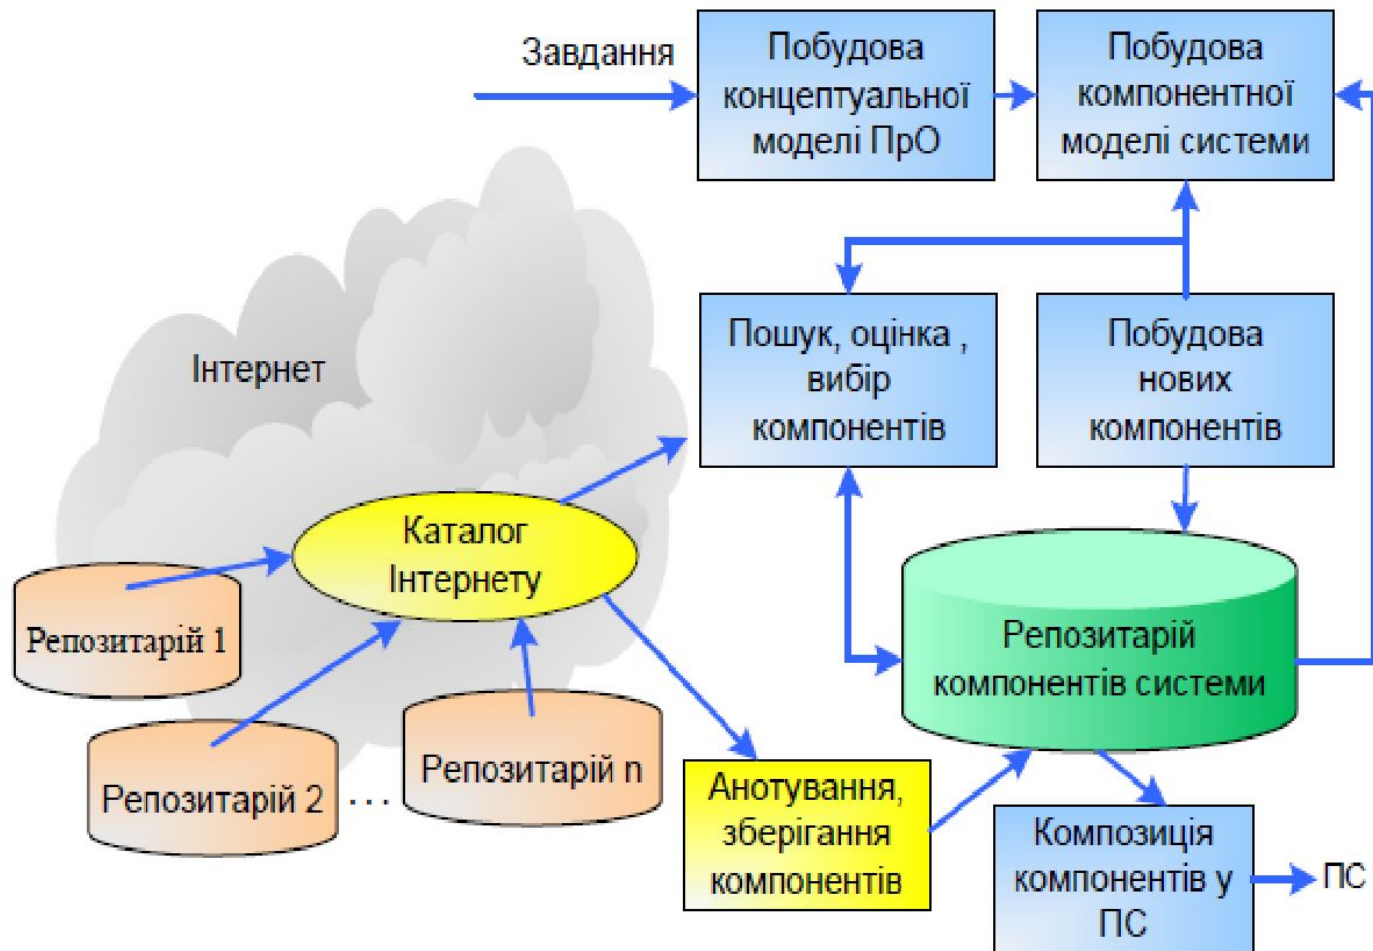 Завдання
Побудова
концептуальної
моделі ПрО
Побудова
компонентної
моделі системи
Інтернет
Пошук, оцінка ,
вибір
компонентів
Побудова
нових
компонентів
Каталог
Інтернету
Репозитарій 1
Репозитарій 2
...
Репозитарій n
Репозитарій
компонентів системи
Анотування,
зберігання
компонентів
Композиція
компонентів у
ПС
ПС